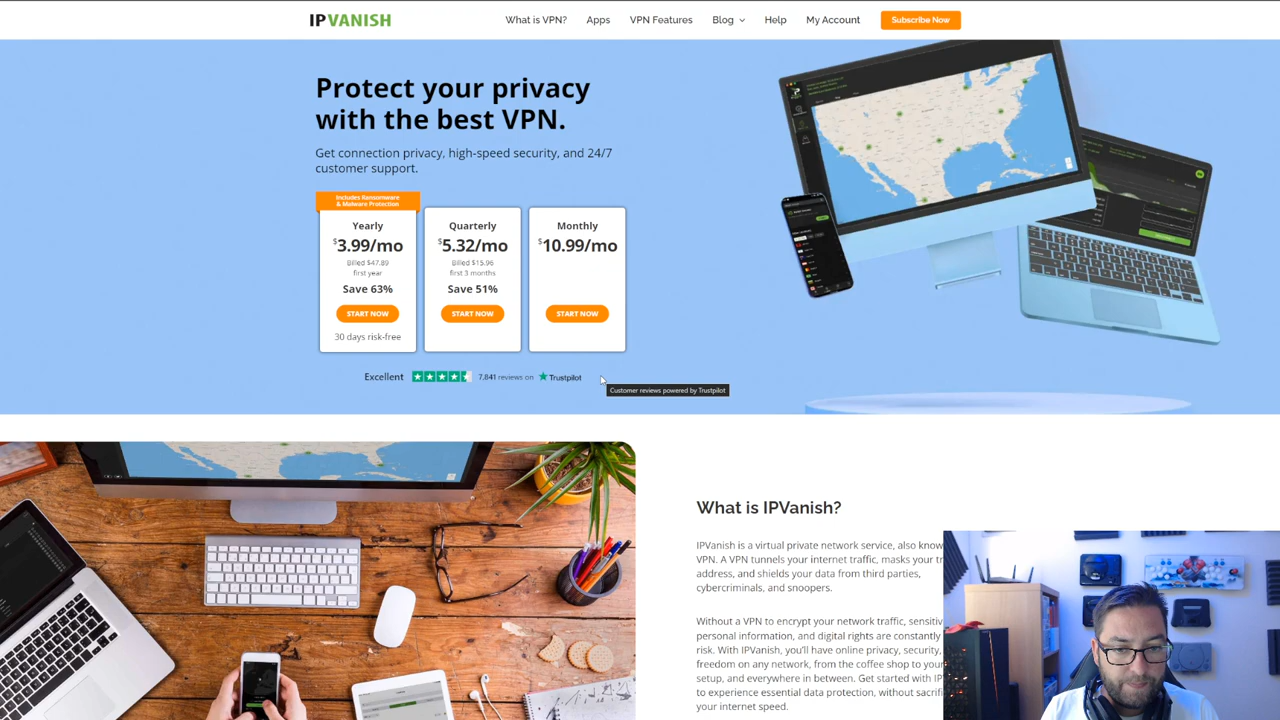 IPVANISH
What is VPN?
Apps
VPN Features
Blog
Help
My Account
Subscribe Now
Protect your privacy
with the best VPN.
Get connection privacy, high-speed security, and 24/7
customer support.
Includes Ransomware
& Malware Protection
Yearly
$3.99/mo
Billed $47.89
first year
Save 63%
START NOW
30 days risk-free
Quarterly
$5.32/mo
Billed $15.96
first 3 months
Save 51%
START NOW
Monthly
$10.99/mo
START NOW
Excellent
7,841 reviews on
Trustpilot
Customer reviews powered by Trustpilot
What is IPVanish?
IPVanish is a virtual private network service, also know
VPN. A VPN tunnels your internet traffic, masks your
address, and shields your data from third parties,
cybercriminals, and snoopers.
Without a VPN to encrypt your network traffic, sensitiv
personal information, and digital rights are constantly
risk. With IPVanish, you'll have online privacy, security,
freedom on any network, from the coffee shop to your
setup, and everywhere in between. Get started with IP
to experience essential data protection, without sacrifi
your internet speed.